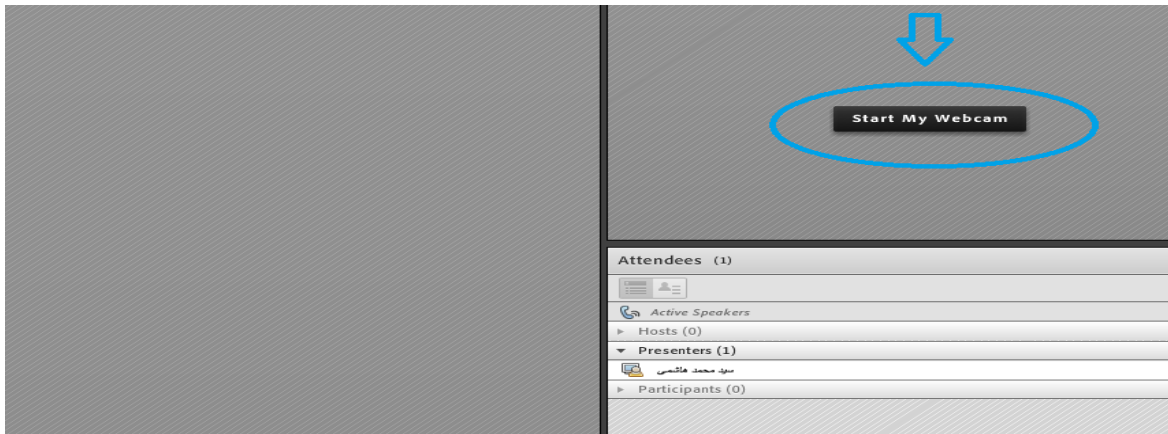 Start My Webcam
Attendees (1)
Active Speakers
Hosts (0)
Presenters (1)
سید محمد هاشمی
Participants (0)